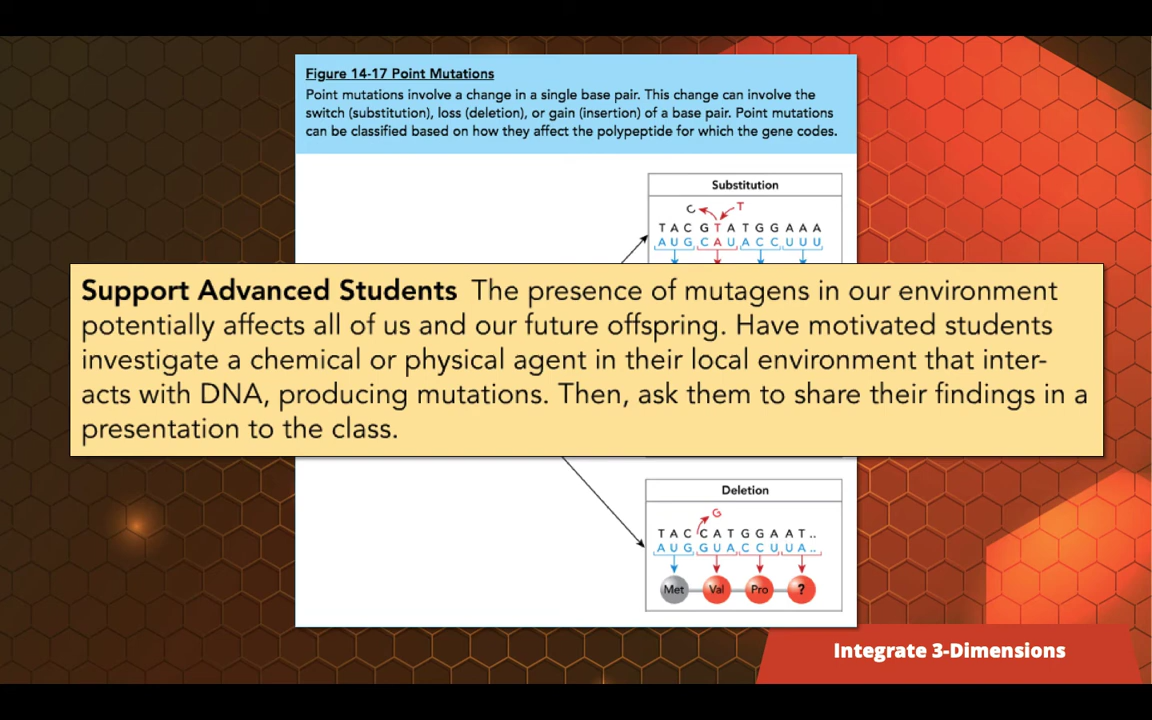 Figure 14-17 Point Mutations
Point mutations involve a change in a single base pair. This change can involve the
switch (substitution), loss (deletion), or gain (insertion) of a base pair. Point mutations
can be classified based on how they affect the polypeptide for which the gene codes.
Substitution
C T
T A C G T A T G G A A A
A U G C A U A C C U U U
Support Advanced Students The presence of mutagens in our environment
potentially affects all of us and our future offspring. Have motivated students
investigate a chemical or physical agent in their local environment that inter-
acts with DNA, producing mutations. Then, ask them to share their findings in a
presentation to the class.
Deletion
G
T A C C A T G G A A T..
A U G G U A C C U U A..
Met Val Pro ?
Integrate 3-Dimensions